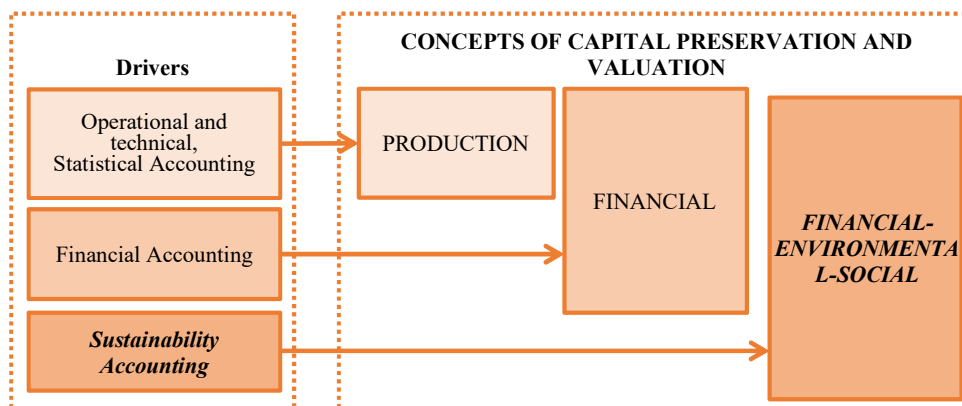 Drivers
Operational and
technical,
Statistical Accounting
Financial Accounting
Sustainability
Accounting
CONCEPTS OF CAPITAL PRESERVATION AND
VALUATION
PRODUCTION
FINANCIAL
FINANCIAL-
ENVIRONMENTA
L-SOCIAL